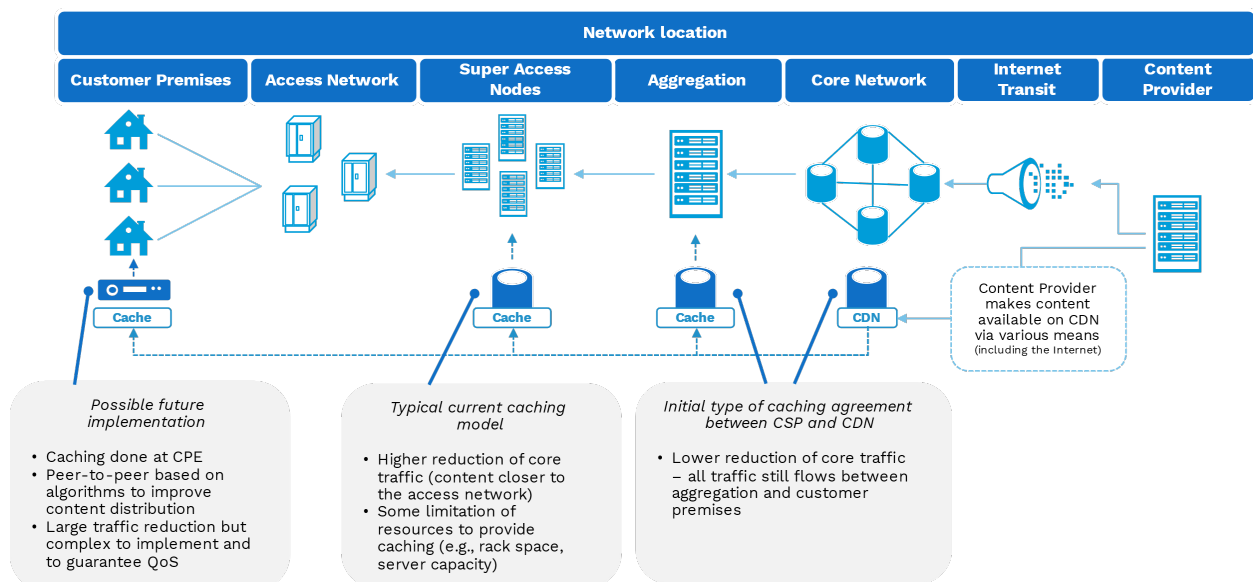 Network location
Customer Premises
Access Network
Super Access
Nodes
Aggregation
Core Network
Internet
Transit
Content
Provider
Cache
Cache
Cache
CDN
Content Provider
makes content
available on CDN
via various means
(including the Internet)
Possible future
implementation
• Caching done at CPE
• Peer-to-peer based on
algorithms to improve
content distribution
• Large traffic reduction but
complex to implement and
to guarantee QoS
Typical current caching
model
• Higher reduction of core
traffic (content closer to
the access network)
• Some limitation of
resources to provide
caching (e.g., rack space,
server capacity)
Initial type of caching agreement
between CSP and CDN
• Lower reduction of core traffic
– all traffic still flows between
aggregation and customer
premises